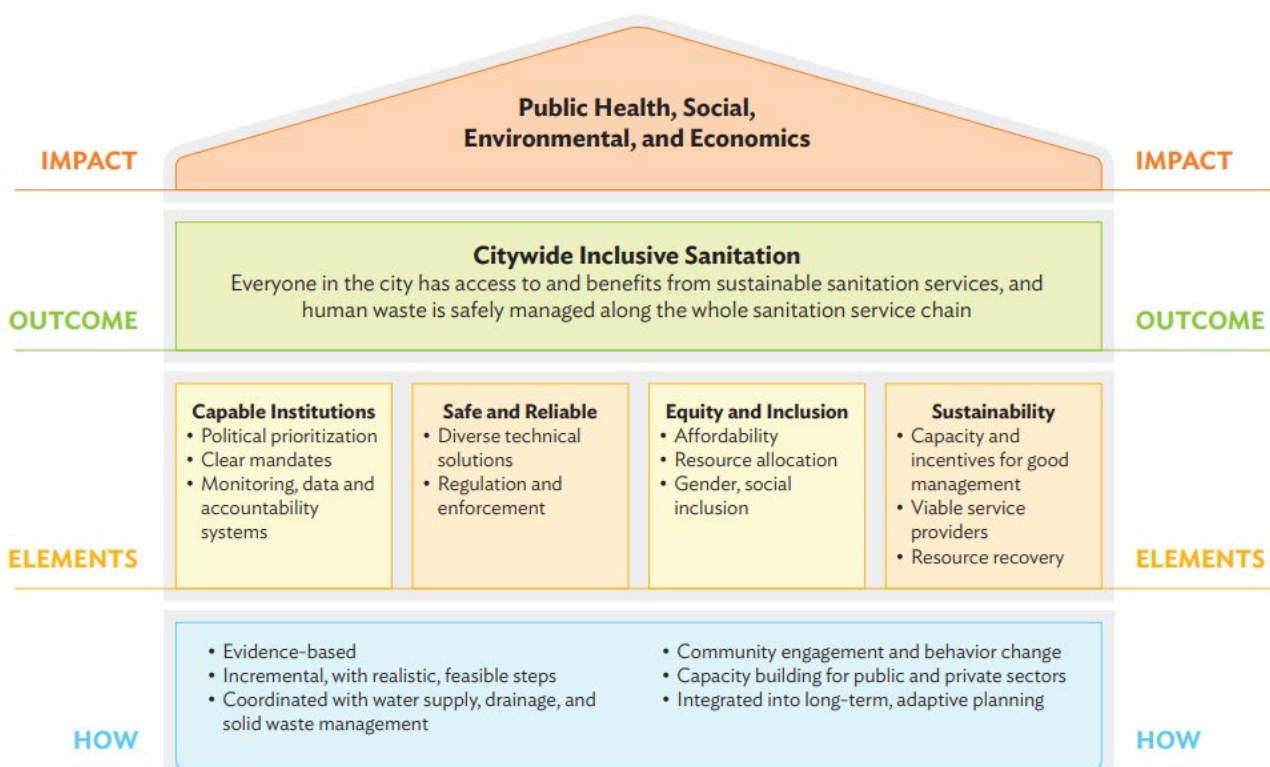 Public Health, Social,
Environmental, and Economics
IMPACT
IMPACT
Citywide Inclusive Sanitation
Everyone in the city has access to and benefits from sustainable sanitation services, and
human waste is safely managed along the whole sanitation service chain
OUTCOME
OUTCOME
Capable Institutions
• Political prioritization
• Clear mandates
• Monitoring, data and
accountability
systems
Safe and Reliable
• Diverse technical
solutions
• Regulation and
enforcement
Equity and Inclusion
• Affordability
• Resource allocation
• Gender, social
inclusion
Sustainability
• Capacity and
incentives for good
management
• Viable service
providers
• Resource recovery
ELEMENTS
ELEMENTS
• Evidence-based
• Incremental, with realistic, feasible steps
• Coordinated with water supply, drainage, and
solid waste management
• Community engagement and behavior change
• Capacity building for public and private sectors
• Integrated into long-term, adaptive planning
HOW
HOW